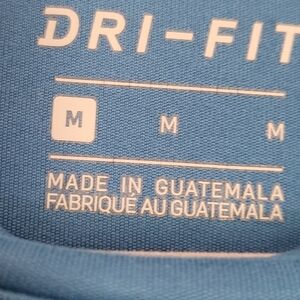 DRI-FIT
M M M
MADE IN GUATEMALA
FABRIQUÉ AU GUATEMALA